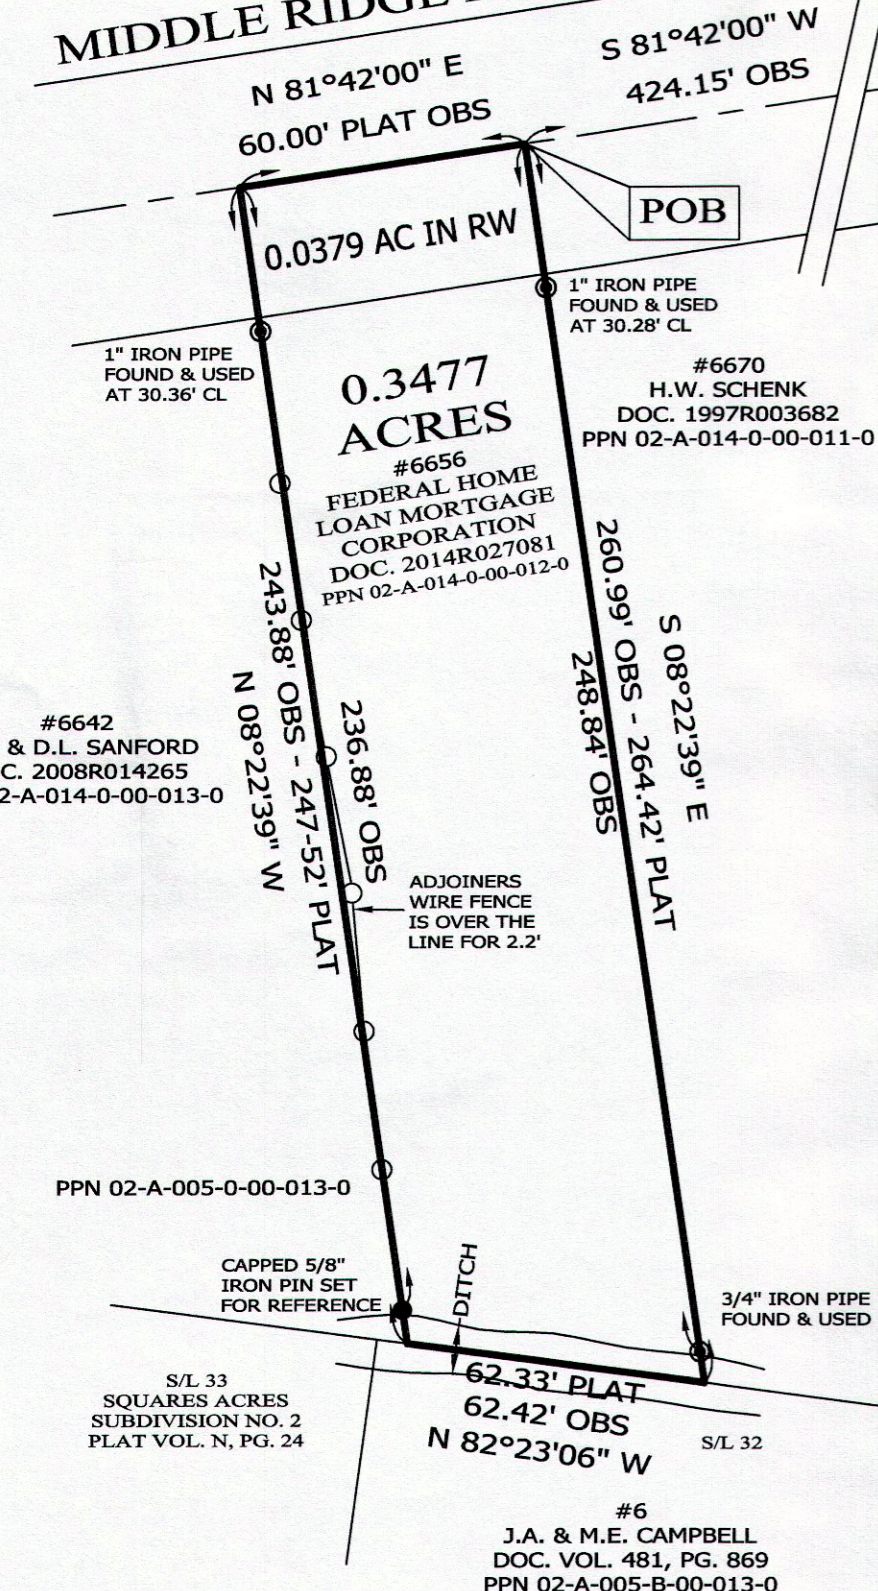 MIDDLE RIDGE
N 81°42'00" E
60.00' PLAT OBS
S 81°42'00" W
424.15' OBS
POB
0.0379 AC IN RW
1" IRON PIPE
FOUND & USED
AT 30.28' CL
1" IRON PIPE
FOUND & USED
AT 30.36' CL
0.3477
ACRES
#6656
FEDERAL HOME
LOAN MORTGAGE
CORPORATION
DOC. 2014R027081
PPN 02-A-014-0-00-012-0
#6670
H.W. SCHENK
DOC. 1997R003682
PPN 02-A-014-0-00-011-0
243.88' OBS - 247-52' PLAT
N 08°22'39" W
236.88' OBS
260.99' OBS - 264.42' PLAT
248.84' OBS
S 08°22'39" E
#6642
& D.L. SANFORD
C. 2008R014265
2-A-014-0-00-013-0
ADJOINERS
WIRE FENCE
IS OVER THE
LINE FOR 2.2'
PPN 02-A-005-0-00-013-0
CAPPED 5/8"
IRON PIN SET
FOR REFERENCE
DITCH
3/4" IRON PIPE
FOUND & USED
62.33' PLAT
62.42' OBS
N 82°23'06" W
S/L 33
SQUARES ACRES
SUBDIVISION NO. 2
PLAT VOL. N, PG. 24
S/L 32
#6
J.A. & M.E. CAMPBELL
DOC. VOL. 481, PG. 869
PPN 02-A-005-B-00-013-0